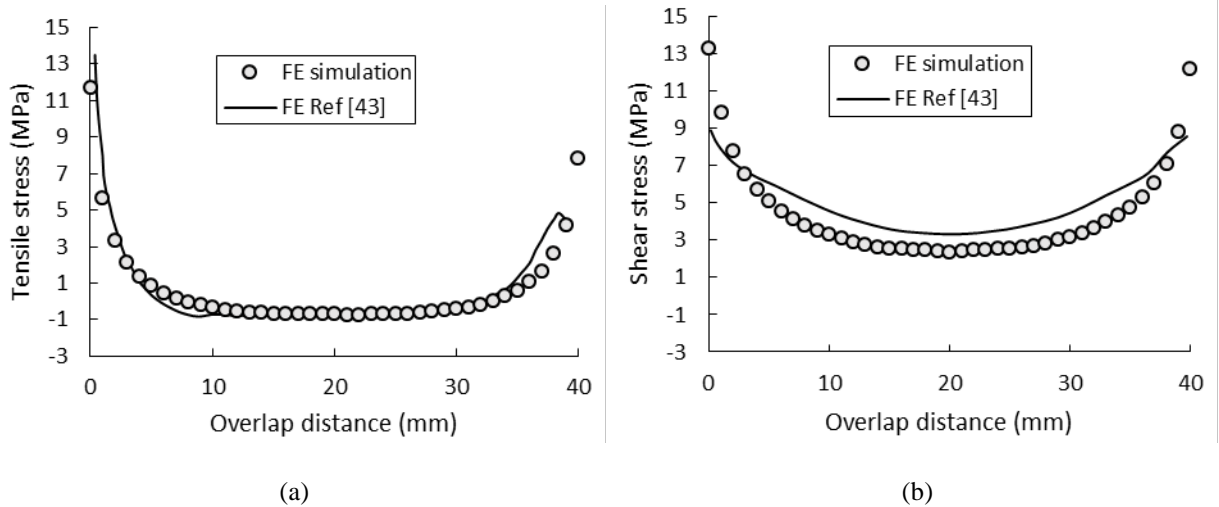 15
13
11
9
7
5
3
1
-1
-3
Tensile stress (MPa)
FE simulation
FE Ref [43]
0 10 20 30 40
Overlap distance (mm)
(a)
15
13
11
9
7
5
3
1
-1
-3
Shear stress (MPa)
FE simulation
FE Ref [43]
0 10 20 30 40
Overlap distance (mm)
(b)